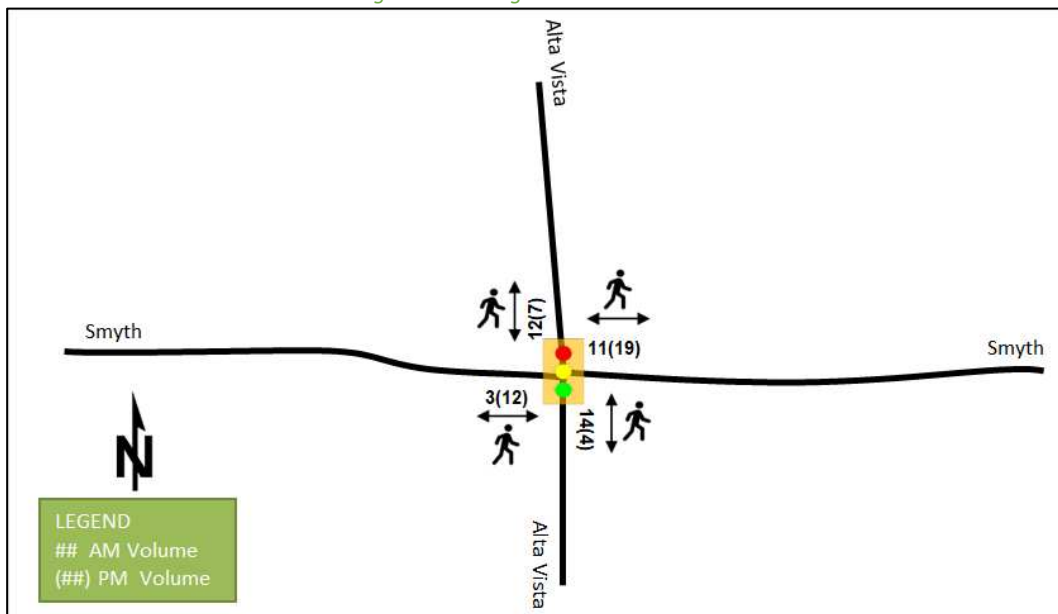 Alta Vista
12(7)
11(19)
Smyth
Smyth
3(12)
14(4)
N
LEGEND
## AM Volume
(##) PM Volume
Alta Vista